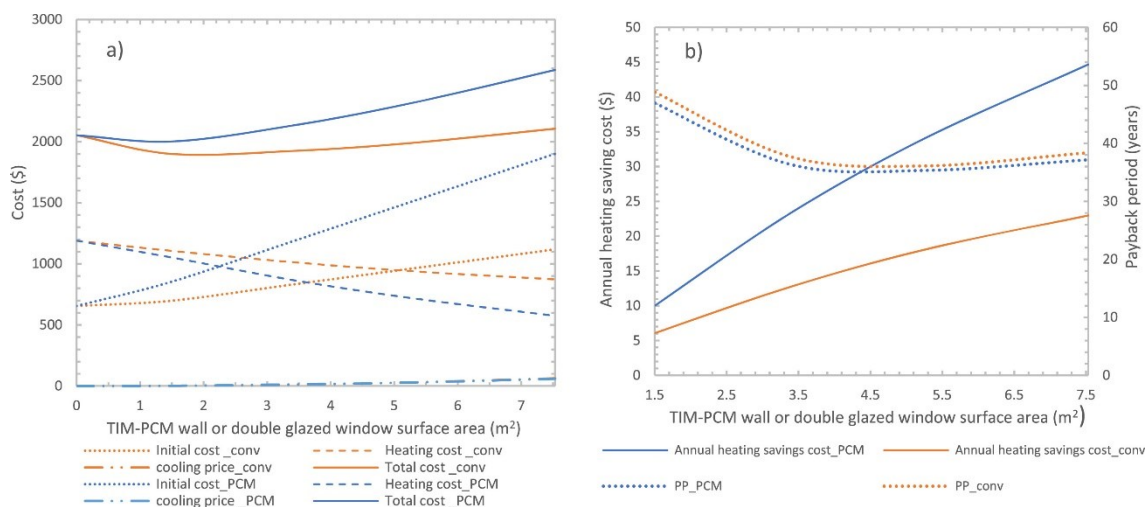 a)
3000
2500
2000
1500
1000
500
0
Cost ($)
0 1 2 3 4 5 6 7
TIM-PCM wall or double glazed window surface area (m²)
Initial cost _conv Heating cost _conv
cooling price_conv Total cost _conv
Initial cost_PCM Heating cost_PCM
cooling price _PCM Total cost _PCM
b)
50
45
40
35
30
25
20
15
10
5
0
Annual heating saving cost ($)
60
50
40
30
20
10
0
Payback period (years)
1.5 2.5 3.5 4.5 5.5 6.5 7.5
TIM-PCM wall or double glazed window surface area (m²)
Annual heating savings cost_PCM Annual heating savings cost_conv
PP_PCM PP_conv